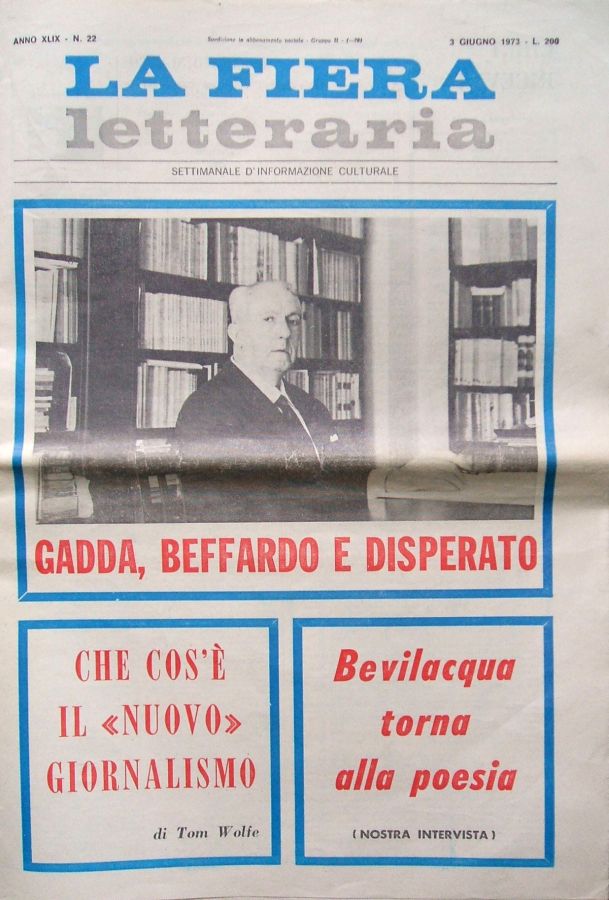 ANNO XLIX - N. 22
Spedizione in abbonamento postale - Gruppo II - (-/70)
3 GIUGNO 1973 - L. 200
LA FIERA
letteraria
SETTIMANALE D'INFORMAZIONE CULTURALE
GADDA, BEFFARDO E DISPERATO
CHE COS'È
IL «NUOVO»
GIORNALISMO
di Tom Wolfe
Bevilacqua
torna
alla poesia
(NOSTRA INTERVISTA)